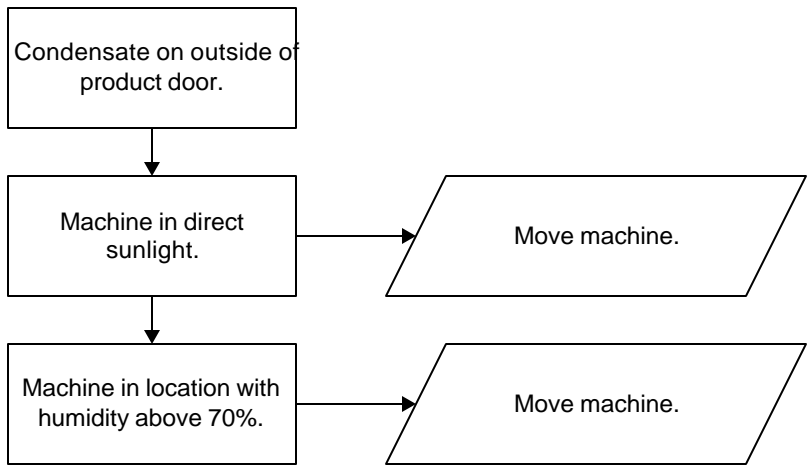 Condensate on outside of
product door.
Machine in direct
sunlight.
Move machine.
Machine in location with
humidity above 70%.
Move machine.